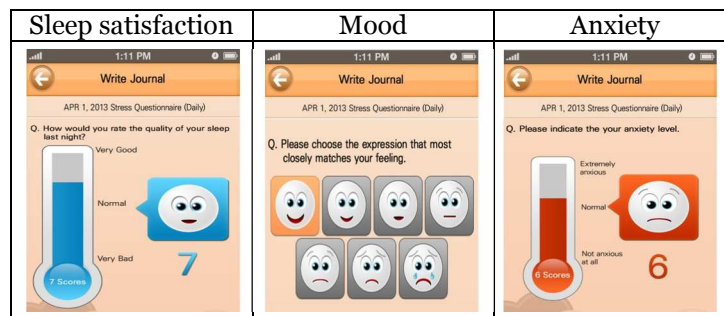 Sleep satisfaction
Mood
Anxiety
1:11 PM
Write Journal
APR 1, 2013 Stress Questionnaire (Daily)
Q. How would you rate the quality of your sleep
last night?
Very Good
Normal
Very Bad
7
7 Scores
1:11 PM
Write Journal
APR 1, 2013 Stress Questionnaire (Daily)
Q. Please choose the expression that most
closely matches your feeling.
1:11 PM
Write Journal
APR 1, 2013 Stress Questionnaire (Daily)
Q. Please indicate the your anxiety level.
Extremely
anxious
Normal
Not anxious
at all
6
6 Scores